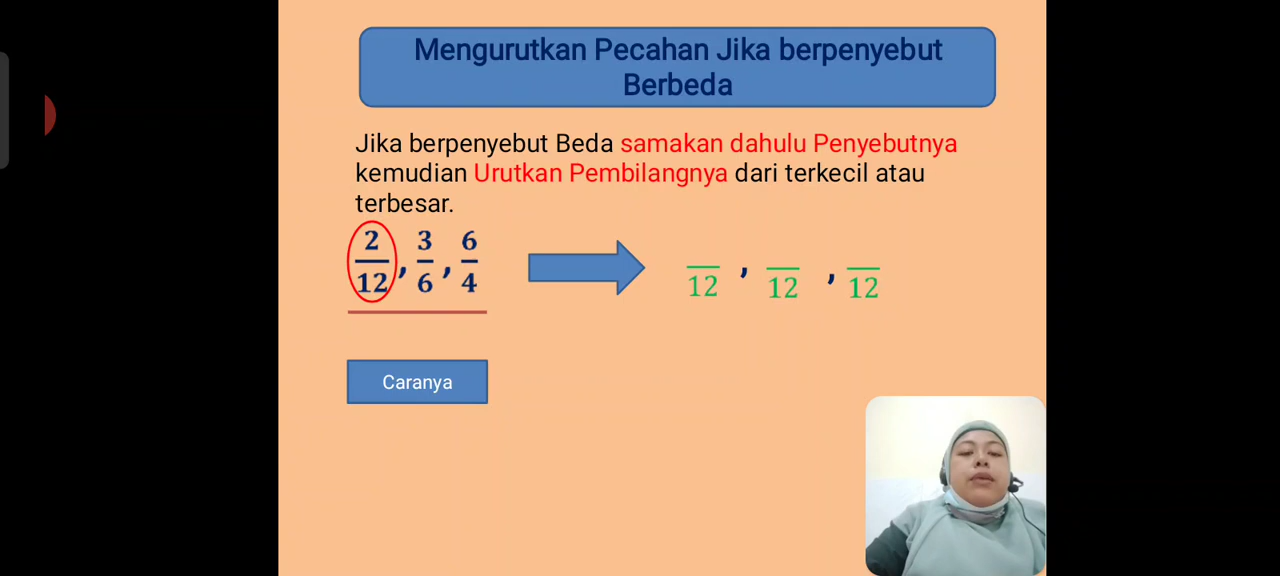 Mengurutkan Pecahan Jika berpenyebut
Berbeda
Jika berpenyebut Beda samakan dahulu Penyebutnya
kemudian Urutkan Pembilangnya dari terkecil atau
terbesar.
2/12, 3/6, 6/4
/12 , /12 , /12
Caranya